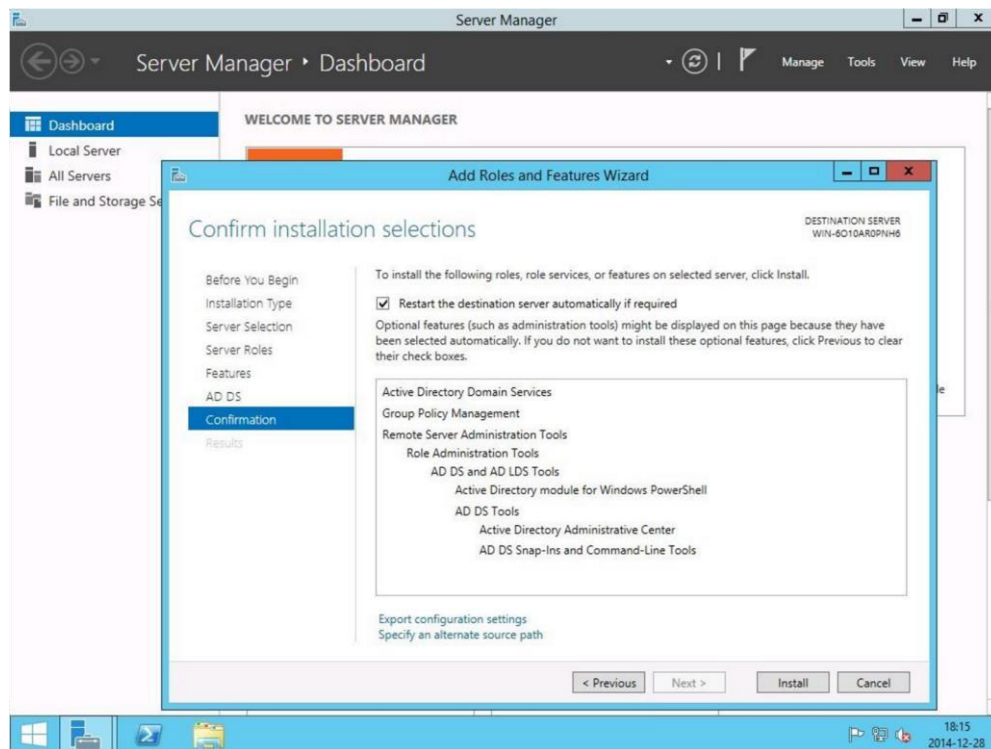 Server Manager
Server Manager • Dashboard
Manage Tools View Help
Dashboard
Local Server
All Servers
File and Storage Se
WELCOME TO SERVER MANAGER
Add Roles and Features Wizard
Confirm installation selections
DESTINATION SERVER
WIN-6O10AR0PNH6
Before You Begin
Installation Type
Server Selection
Server Roles
Features
AD DS
Confirmation
Results
To install the following roles, role services, or features on selected server, click Install.
Restart the destination server automatically if required
Optional features (such as administration tools) might be displayed on this page because they have
been selected automatically. If you do not want to install these optional features, click Previous to clear
their check boxes.
Active Directory Domain Services
Group Policy Management
Remote Server Administration Tools
Role Administration Tools
AD DS and AD LDS Tools
Active Directory module for Windows PowerShell
AD DS Tools
Active Directory Administrative Center
AD DS Snap-Ins and Command-Line Tools
Export configuration settings
Specify an alternate source path
< Previous Next > Install Cancel
18:15
2014-12-28